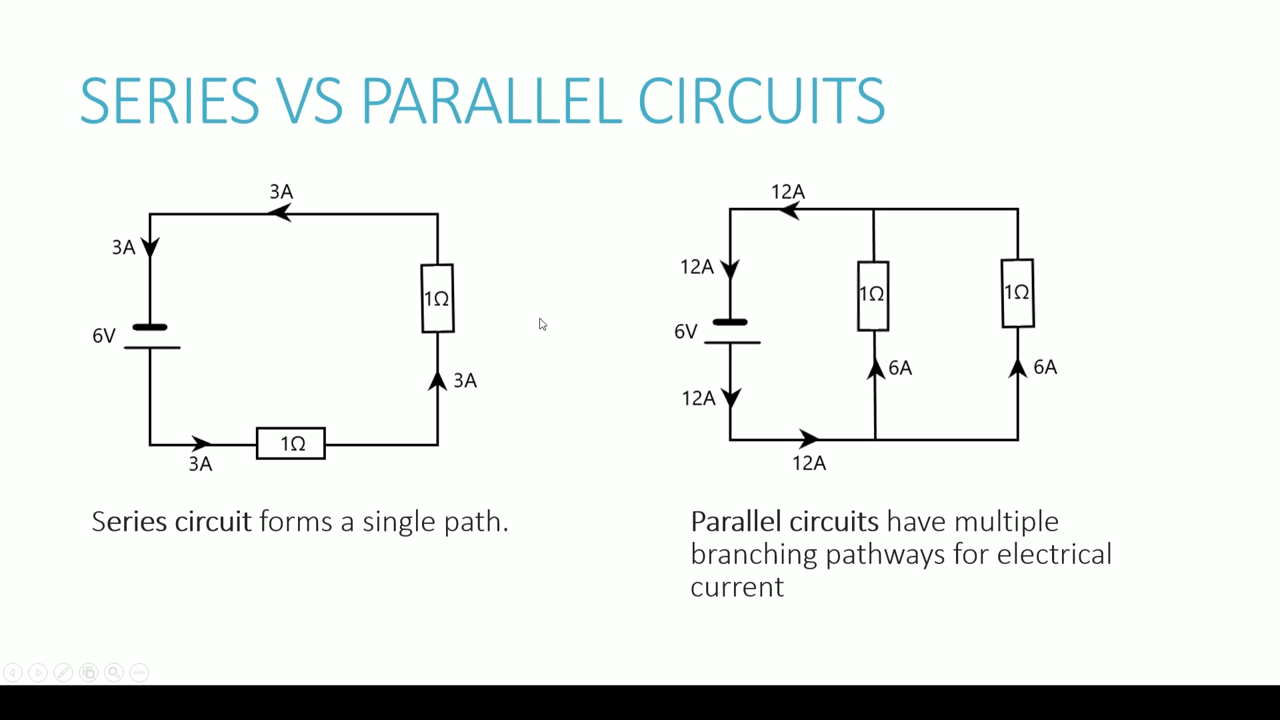 SERIES VS PARALLEL CIRCUITS
3A
3A
6V
1Ω
3A
1Ω
3A
12A
12A
6V
1Ω
1Ω
6A
6A
12A
12A
Series circuit forms a single path.
Parallel circuits have multiple
branching pathways for electrical
current